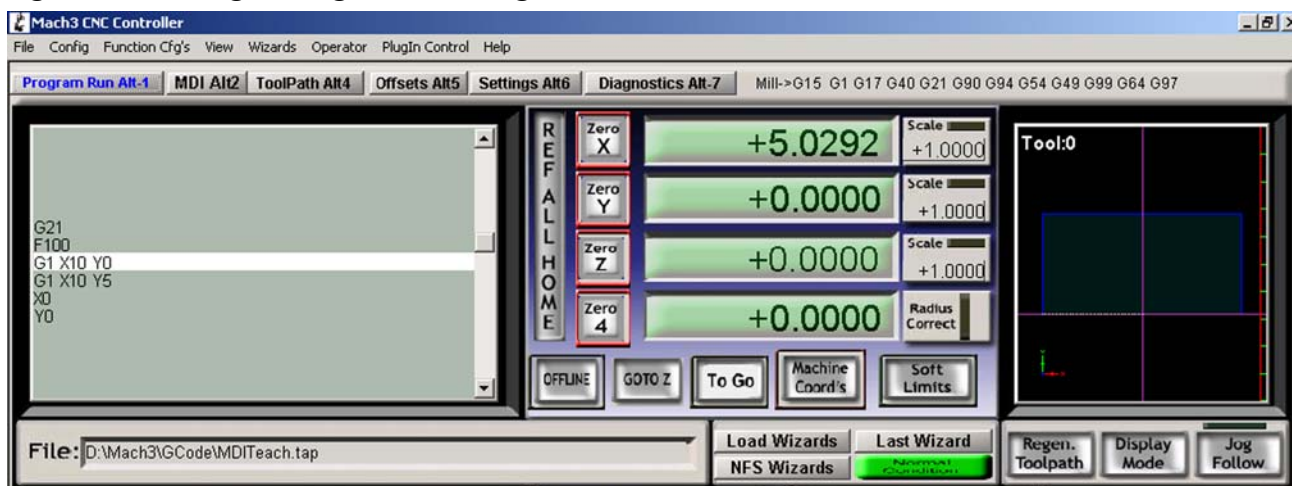 Mach3 CNC Controller
File Config Function Cfg's View Wizards Operator PlugIn Control Help
Program Run Alt-1 MDI Alt2 ToolPath Alt4 Offsets Alt5 Settings Alt6 Diagnostics Alt-7 Mill->G15 G1 G17 G40 G21 G90 G94 G54 G49 G99 G64 G97
G21
F100
G1 X10 Y0
G1 X10 Y5
X0
Y0
REF ALL HOME
Zero X +5.0292 Scale +1.0000
Zero Y +0.0000 Scale +1.0000
Zero Z +0.0000 Scale +1.0000
Zero 4 +0.0000 Radius Correct
OFFLINE GOTO Z To Go Machine Coord's Soft Limits
Tool:0
File: D:\Mach3\GCode\MDITeach.tap
Load Wizards Last Wizard
NFS Wizards Normal Condition
Regen. Toolpath Display Mode Jog Follow